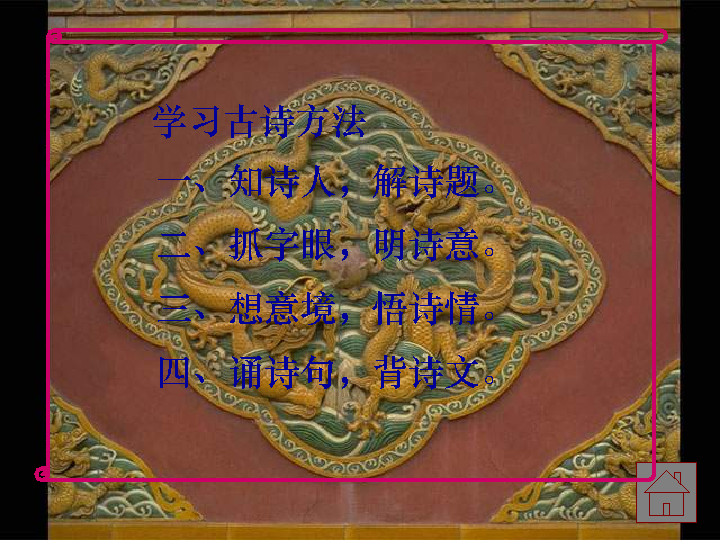 学习古诗方法
一、知诗人，解诗题。
二、抓字眼，明诗意。
三、想意境，悟诗情。
四、诵诗句，背诗文。